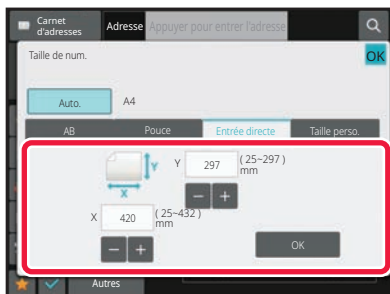 Carnet
d'adresses
Adresse
Appuyer pour entrer l'adresse
Taille de num.
OK
Auto.
A4
AB
Pouce
Entrée directe
Taille perso.
Y
X
Y
297
( 25~297 )
mm
X
420
( 25~432 )
mm
OK
Autres